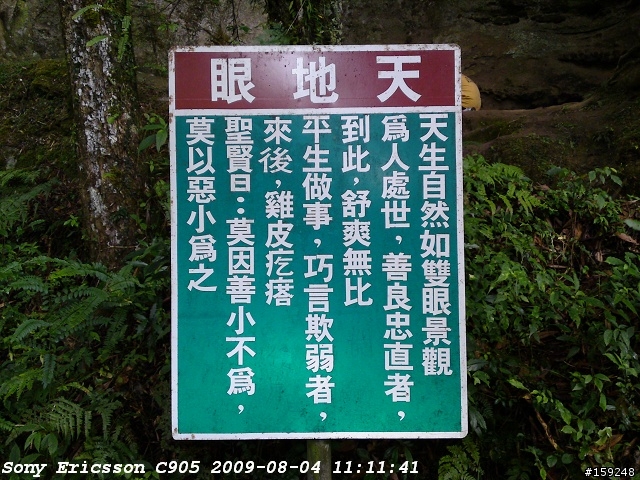 天地眼
天生自然如雙眼景觀
爲人處世，善良忠直者，
到此，舒爽無比
平生做事，巧言欺弱者，
來後，雞皮疙瘩
聖賢曰：莫因善小不爲，
莫以惡小爲之
Sony Ericsson C905 2009-08-04 11:11:41
#159248